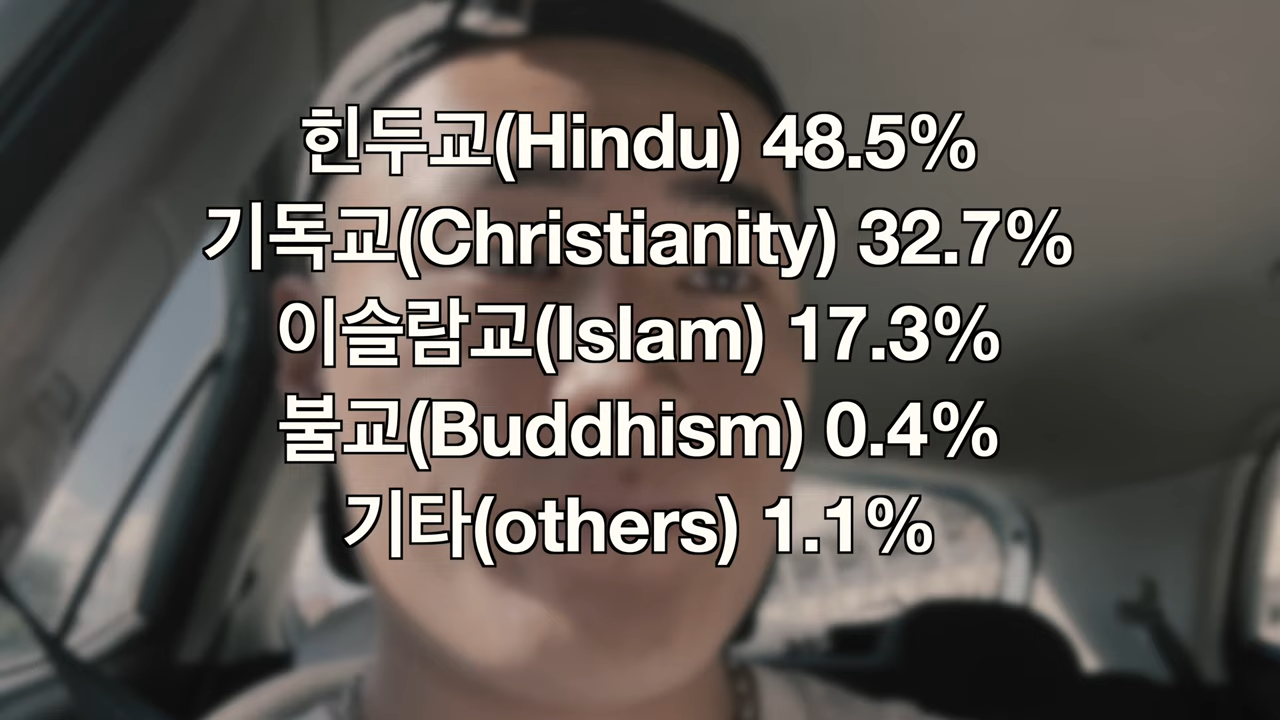 힌두교(Hindu) 48.5%
기독교(Christianity) 32.7%
이슬람교(Islam) 17.3%
불교(Buddhism) 0.4%
기타(others) 1.1%